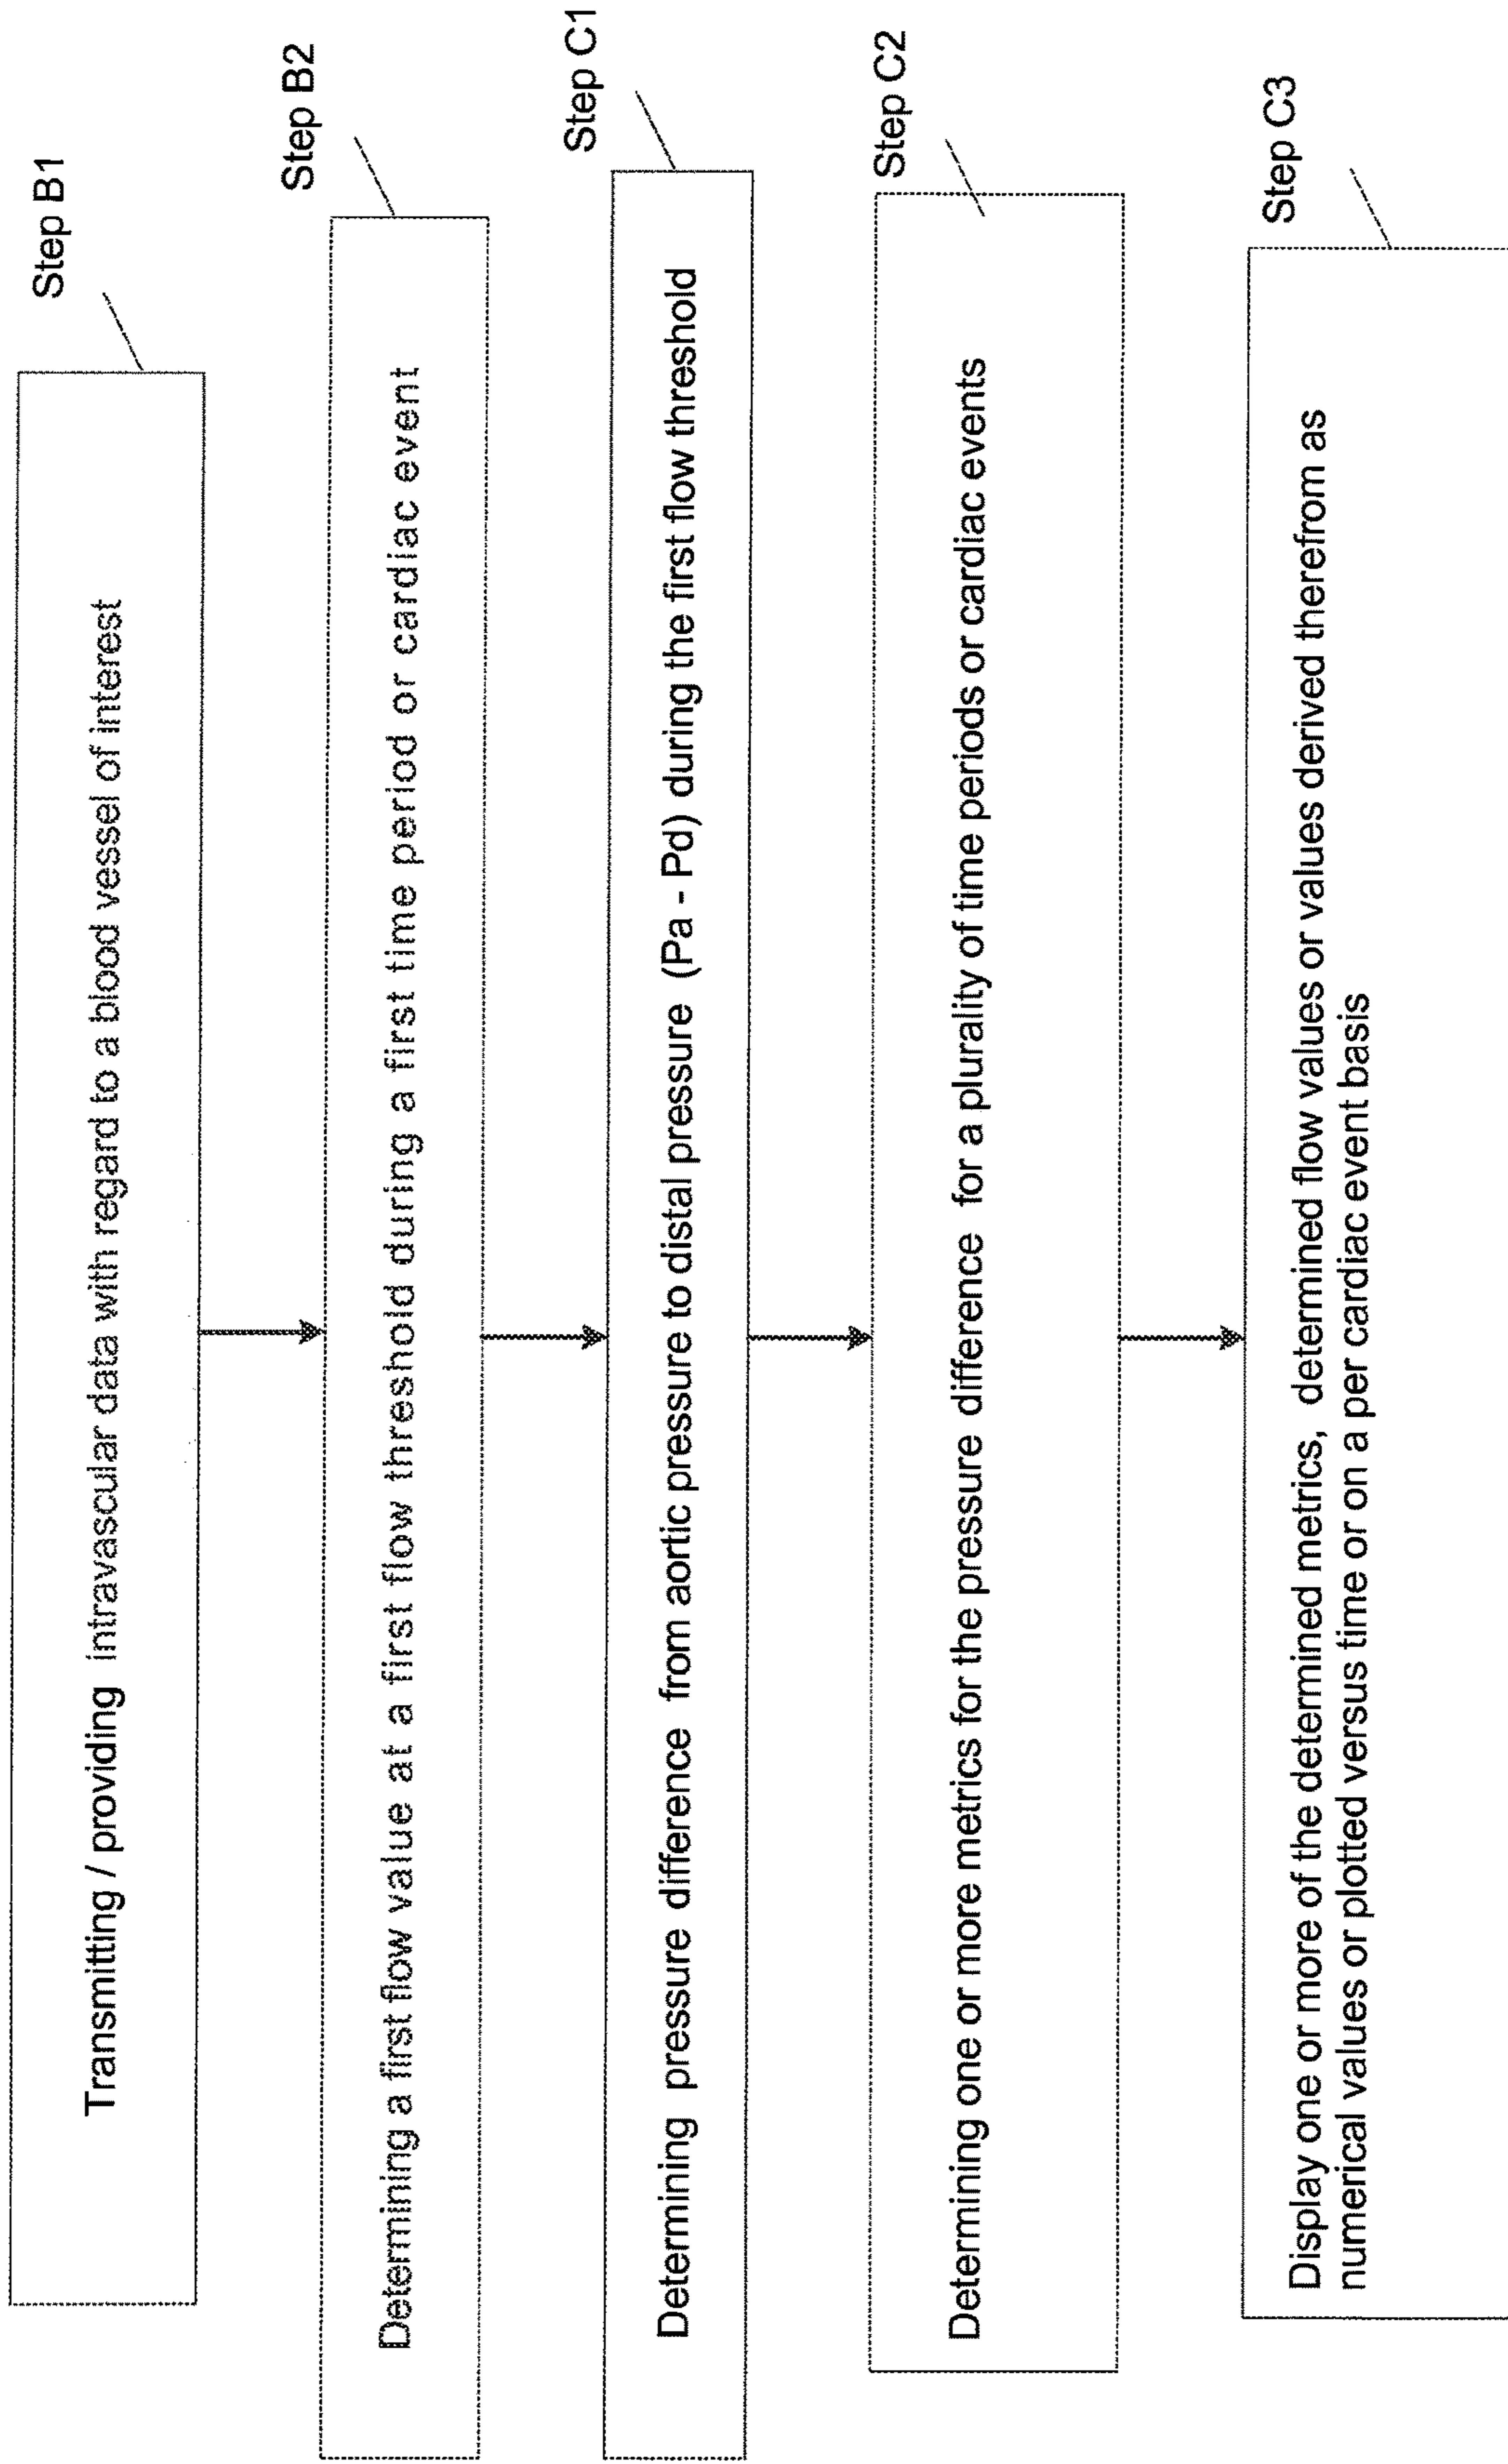 Step B1
Transmitting / providing intravascular data with regard to a blood vessel of interest
Step B2
Determining a first flow value at a first flow threshold during a first time period or cardiac event
Step C1
Determining pressure difference from aortic pressure to distal pressure (Pa - Pd) during the first flow threshold
Step C2
Determining one or more metrics for the pressure difference for a plurality of time periods or cardiac events
Step C3
Display one or more of the determined metrics, determined flow values or values derived therefrom as
numerical values or plotted versus time or on a per cardiac event basis